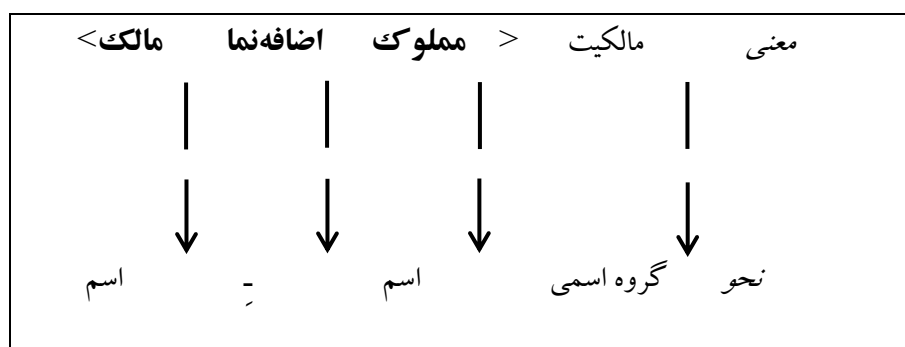 معنی مالکیت < مملوک اضافه‌نما مالک>
نحو گروه اسمی اسم ـِ اسم